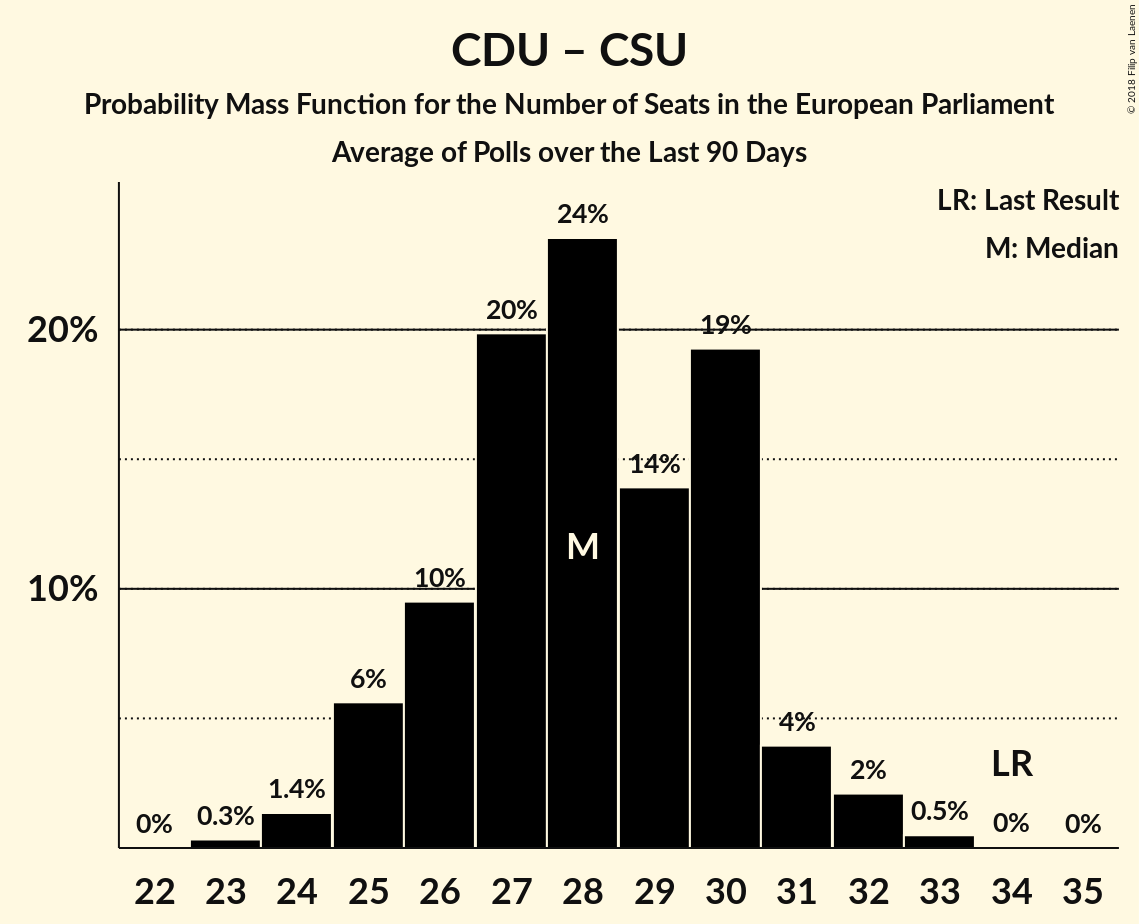 CDU – CSU
Probability Mass Function for the Number of Seats in the European Parliament
Average of Polls over the Last 90 Days
© 2018 Filip van Laenen
LR: Last Result
M: Median
20%
10%
0%
0.3%
1.4%
6%
10%
20%
24%
14%
19%
4%
2%
0.5%
0%
0%
M
LR
22 23 24 25 26 27 28 29 30 31 32 33 34 35